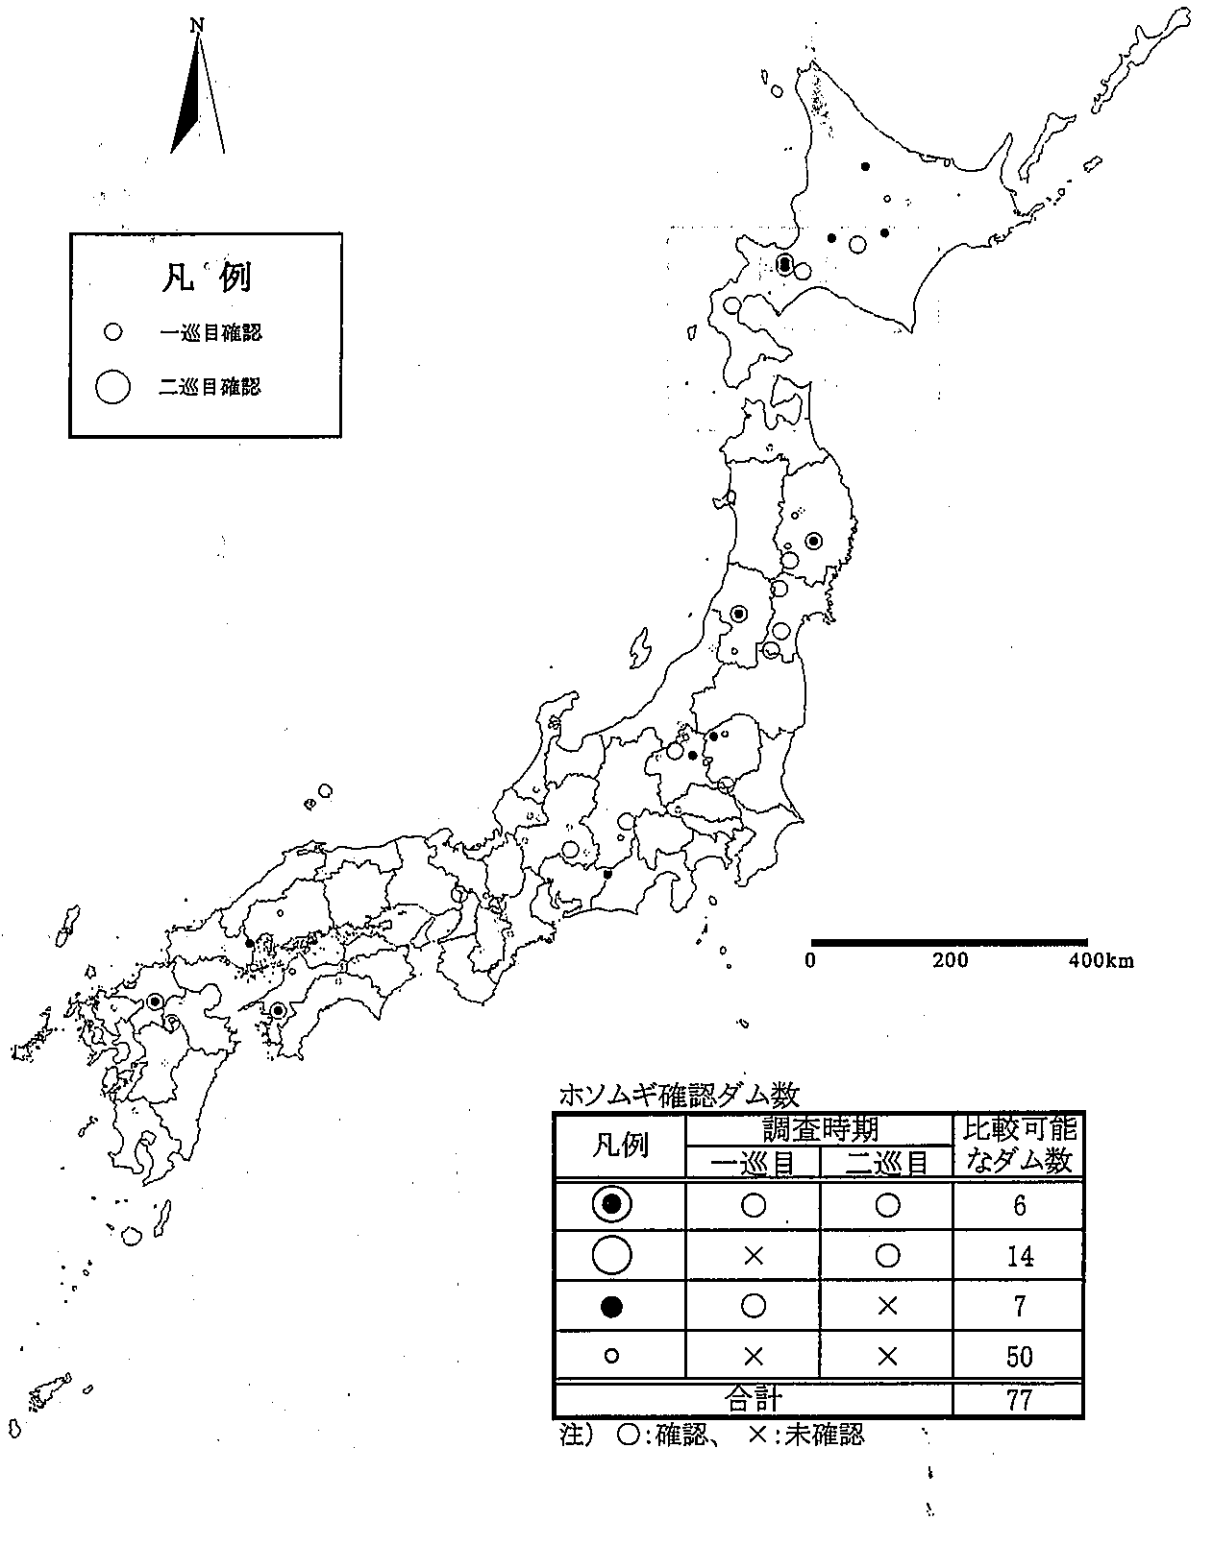 N
凡例
一巡目確認
二巡目確認
0 200 400km
ホソムギ確認ダム数
凡例 調査時期 比較可能なダム数
一巡目 二巡目
○ ○ 6
× ○ 14
○ × 7
× × 50
合計 77
注) ○:確認、 ×:未確認